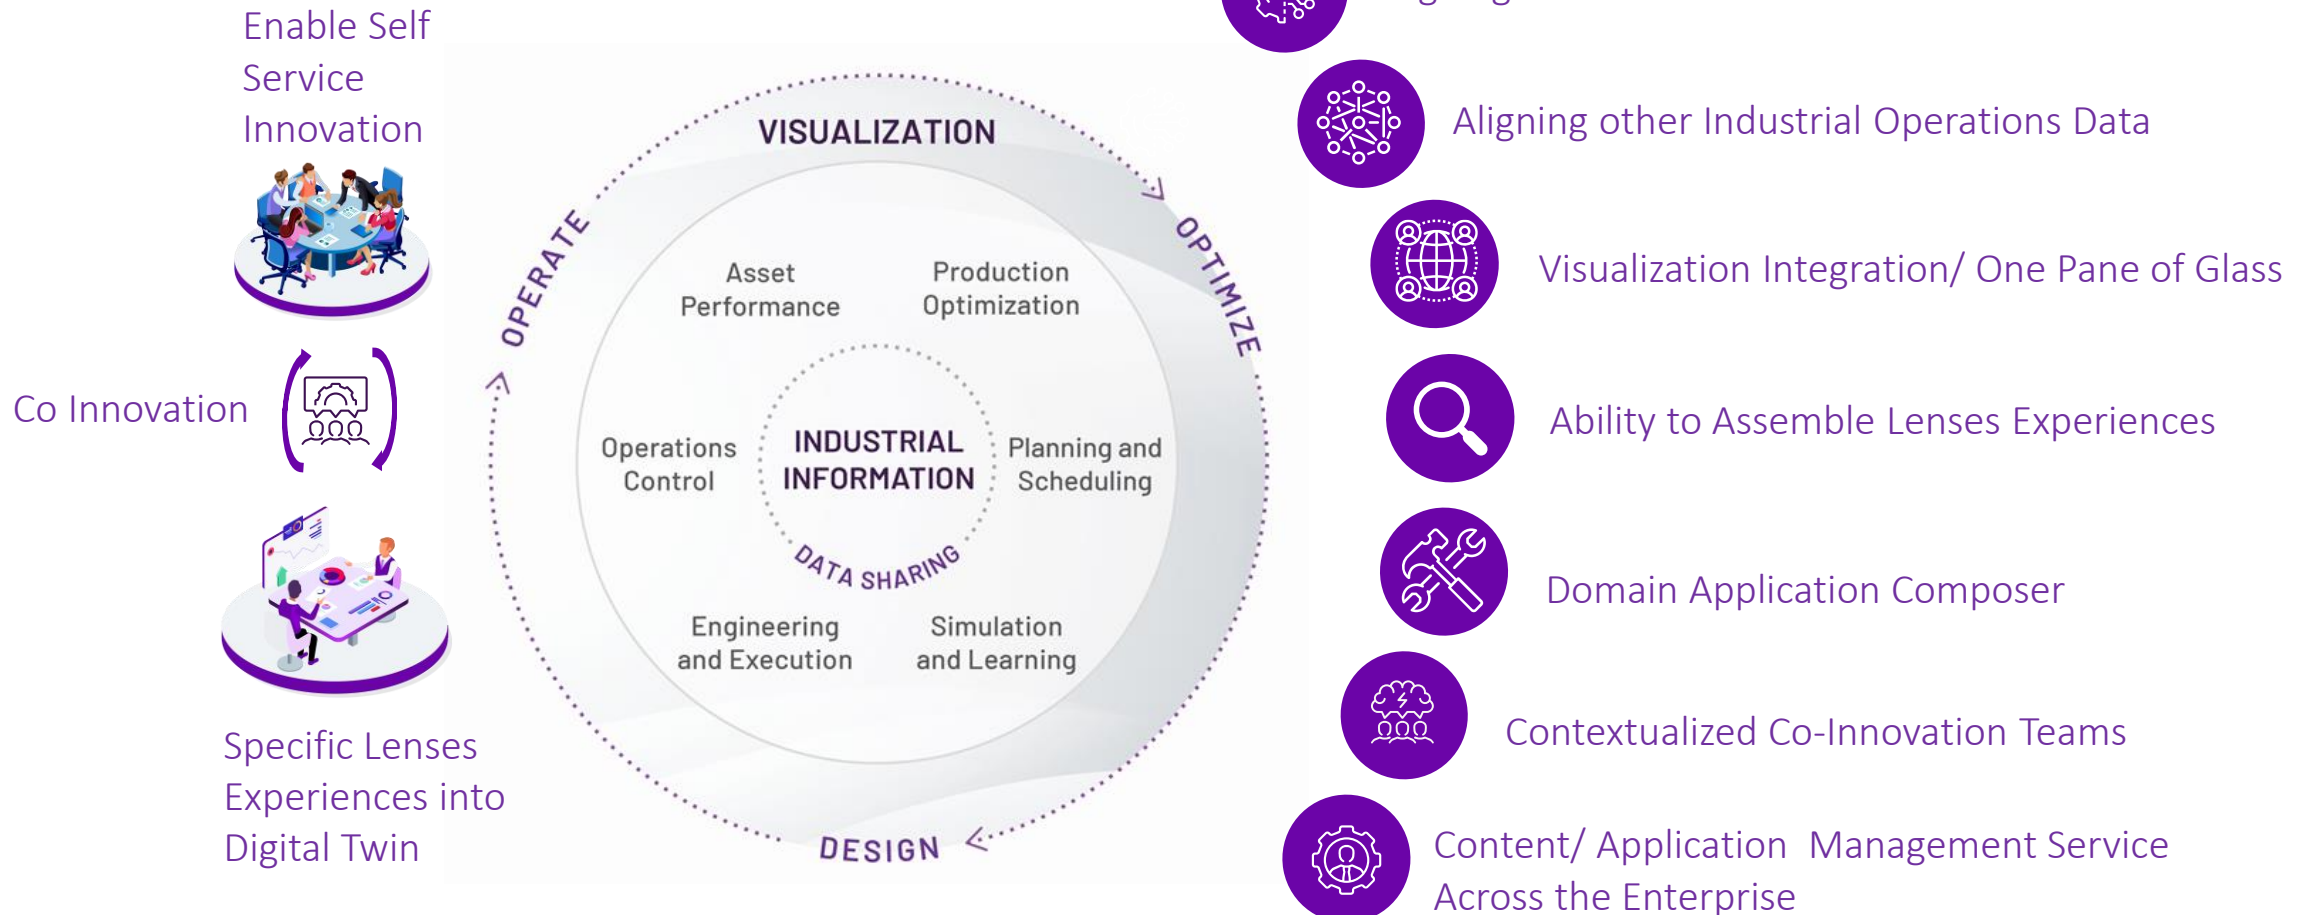 Enable Self
Service
Innovation
Co Innovation
Specific Lenses
Experiences into
Digital Twin
VISUALIZATION
OPERATE
OPTIMIZE
DESIGN
Asset
Performance
Production
Optimization
Operations
Control
INDUSTRIAL
INFORMATION
DATA SHARING
Planning and
Scheduling
Engineering
and Execution
Simulation
and Learning
Aligning other Industrial Operations Data
Visualization Integration/ One Pane of Glass
Ability to Assemble Lenses Experiences
Domain Application Composer
Contextualized Co-Innovation Teams
Content/ Application  Management Service
Across the Enterprise